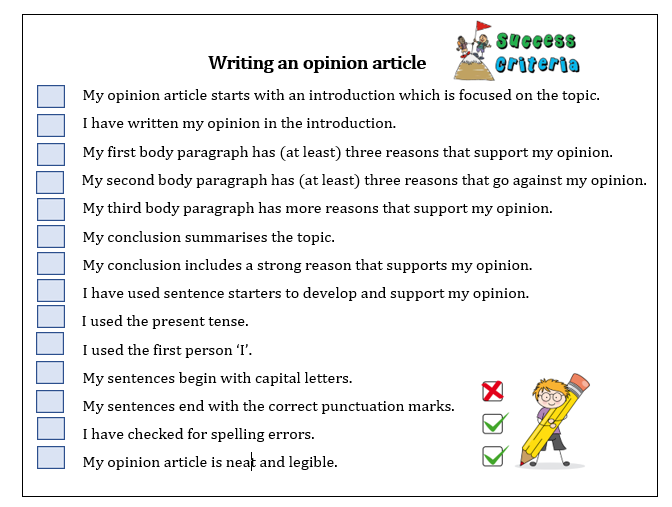 Success
Writing an opinion article
Criteria
My opinion article starts with an introduction which is focused on the topic.
I have written my opinion in the introduction.
My first body paragraph has (at least) three reasons that support my opinion.
My second body paragraph has (at least) three reasons that go against my opinion.
My third body paragraph has more reasons that support my opinion.
My conclusion summarises the topic.
My conclusion includes a strong reason that supports my opinion.
I have used sentence starters to develop and support my opinion.
I used the present tense.
I used the first person ‘I’.
My sentences begin with capital letters.
My sentences end with the correct punctuation marks.
I have checked for spelling errors.
My opinion article is neat and legible.